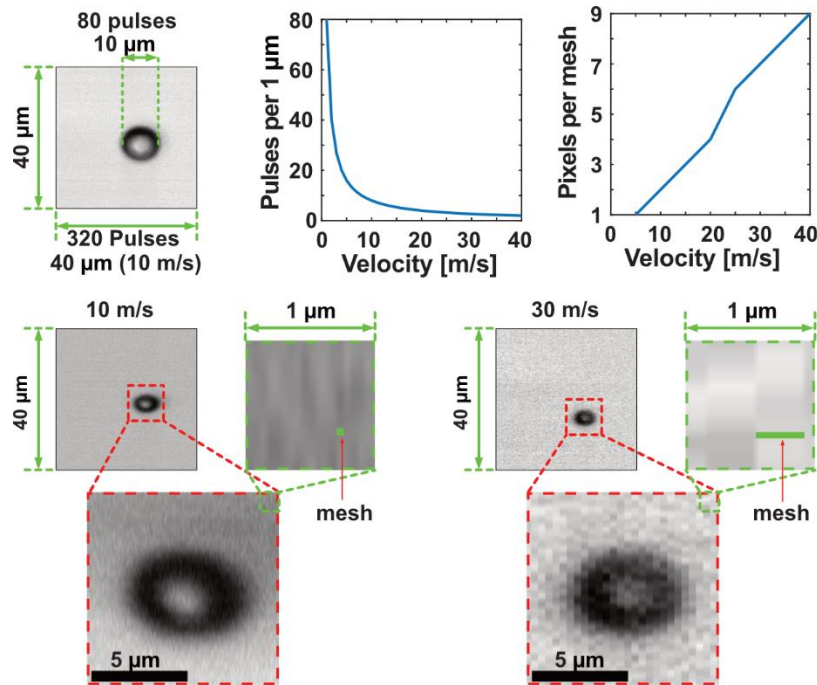 80 pulses
10 µm
40 µm
320 Pulses
40 µm (10 m/s)
Pulses per 1 µm
80
60
40
20
0
0 10 20 30 40
Velocity [m/s]
Pixels per mesh
9
7
5
3
1
0 10 20 30 40
Velocity [m/s]
10 m/s
40 µm
1 µm
mesh
5 µm
30 m/s
40 µm
1 µm
mesh
5 µm